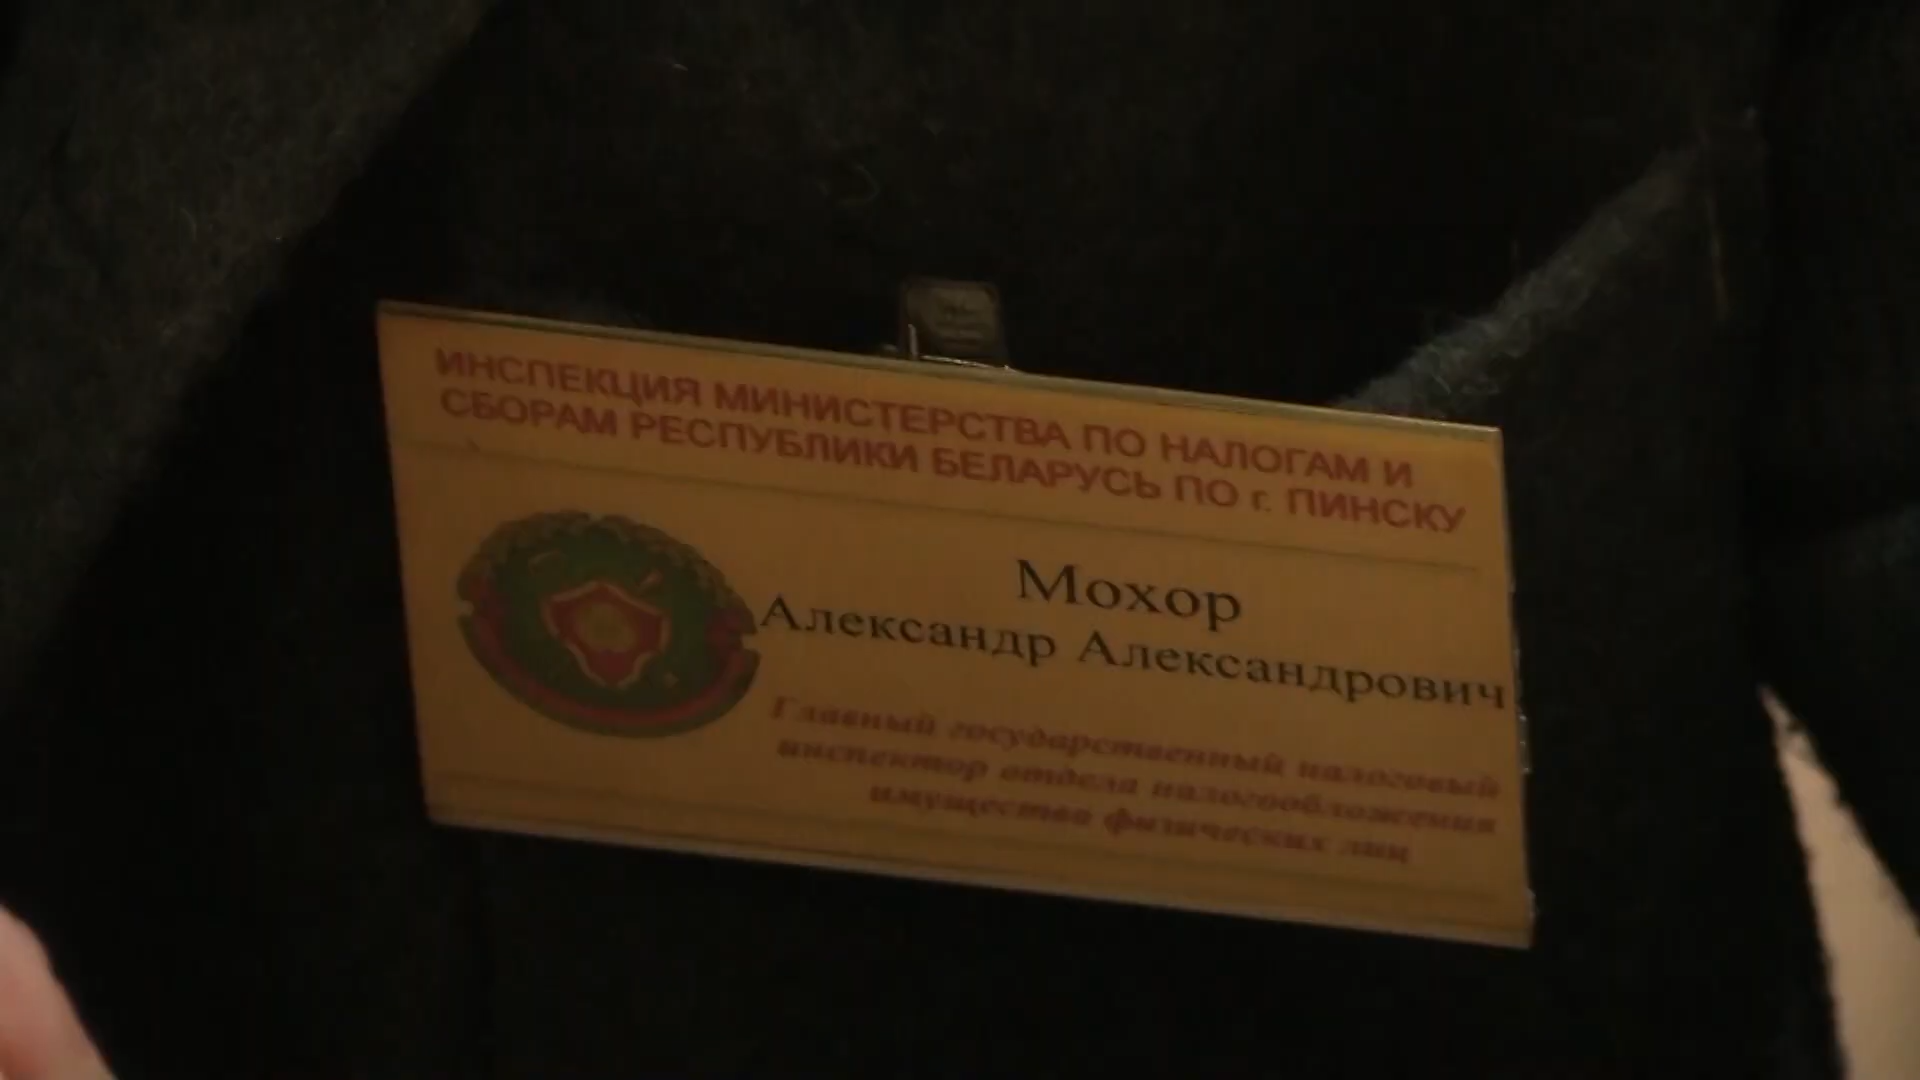 ИНСПЕКЦИЯ МИНИСТЕРСТВА ПО НАЛОГАМ И
СБОРАМ РЕСПУБЛИКИ БЕЛАРУСЬ ПО г. ПИНСКУ
Мохор
Александр Александрович
Главный государственный налоговый
инспектор отдела налогообложения
имущества физических лиц